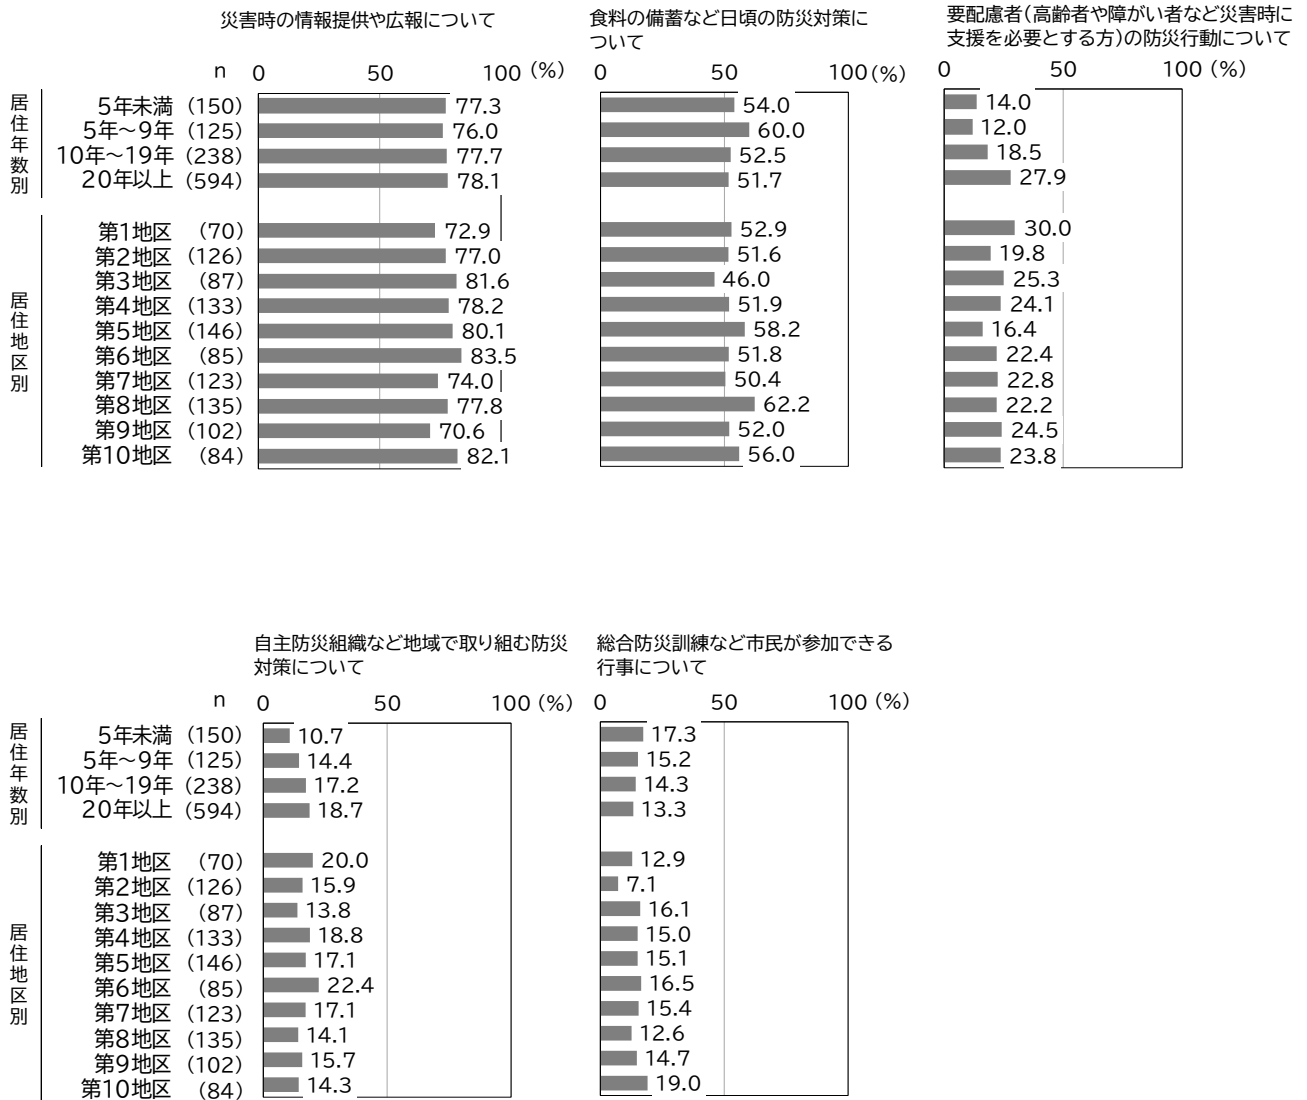 災害時の情報提供や広報について
食料の備蓄など日頃の防災対策に
ついて
要配慮者（高齢者や障がい者など災害時に
支援を必要とする方）の防災行動について
n 0 50 100（%） 0 50 100（%） 0 50 100（%）
居住年数別
5年未満 （150） 77.3 54.0 14.0
5年～9年 （125） 76.0 60.0 12.0
10年～19年 （238） 77.7 52.5 18.5
20年以上 （594） 78.1 51.7 27.9
居住地区別
第1地区 （70） 72.9 52.9 30.0
第2地区 （126） 77.0 51.6 19.8
第3地区 （87） 81.6 46.0 25.3
第4地区 （133） 78.2 51.9 24.1
第5地区 （146） 80.1 58.2 16.4
第6地区 （85） 83.5 51.8 22.4
第7地区 （123） 74.0 50.4 22.8
第8地区 （135） 77.8 62.2 22.2
第9地区 （102） 70.6 52.0 24.5
第10地区 （84） 82.1 56.0 23.8
自主防災組織など地域で取り組む防災
対策について
総合防災訓練など市民が参加できる
行事について
n 0 50 100（%） 0 50 100（%）
居住年数別
5年未満 （150） 10.7 17.3
5年～9年 （125） 14.4 15.2
10年～19年 （238） 17.2 14.3
20年以上 （594） 18.7 13.3
居住地区別
第1地区 （70） 20.0 12.9
第2地区 （126） 15.9 7.1
第3地区 （87） 13.8 16.1
第4地区 （133） 18.8 15.0
第5地区 （146） 17.1 15.1
第6地区 （85） 22.4 16.5
第7地区 （123） 17.1 15.4
第8地区 （135） 14.1 12.6
第9地区 （102） 15.7 14.7
第10地区 （84） 14.3 19.0